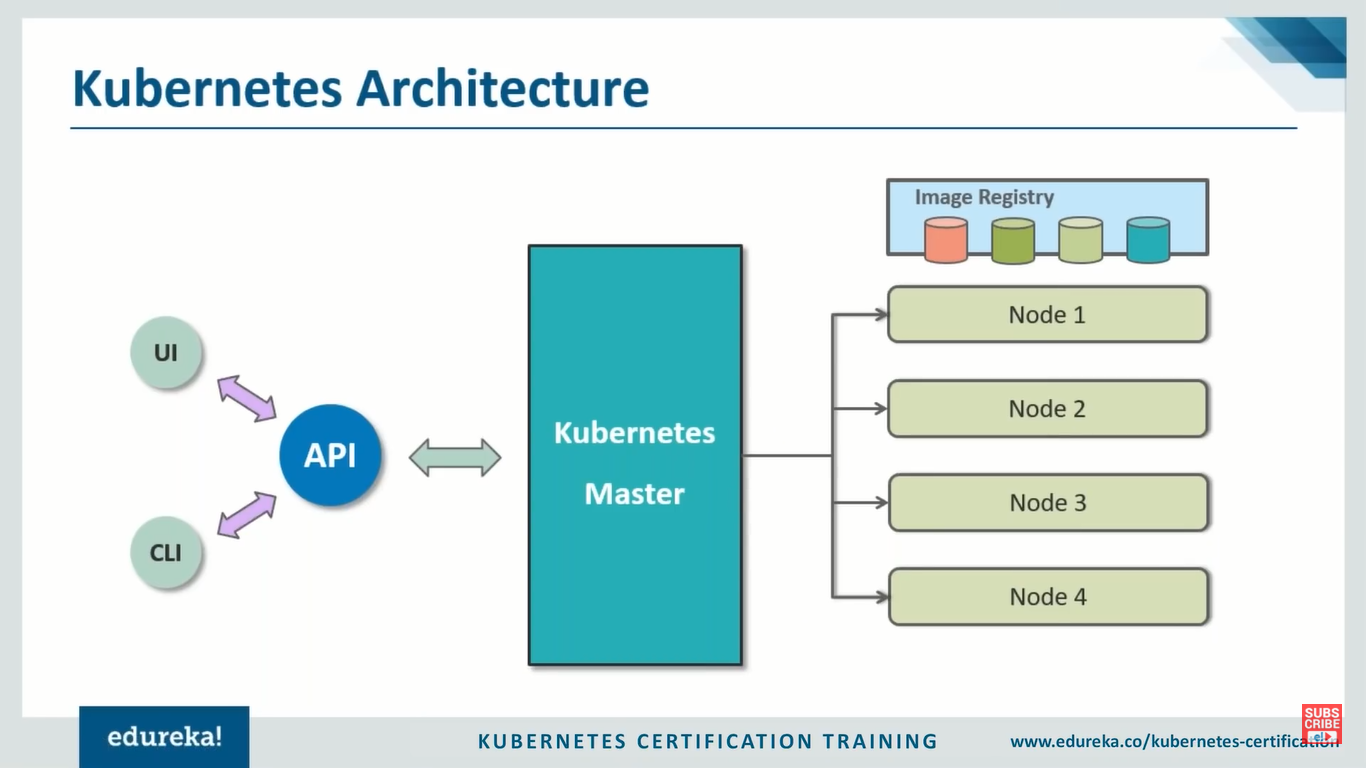 Kubernetes Architecture
Image Registry
UI
API
CLI
Kubernetes
Master
Node 1
Node 2
Node 3
Node 4
edureka!
KUBERNETES CERTIFICATION TRAINING
www.edureka.co/kubernetes-certification
SUBS
CRIBE
e!